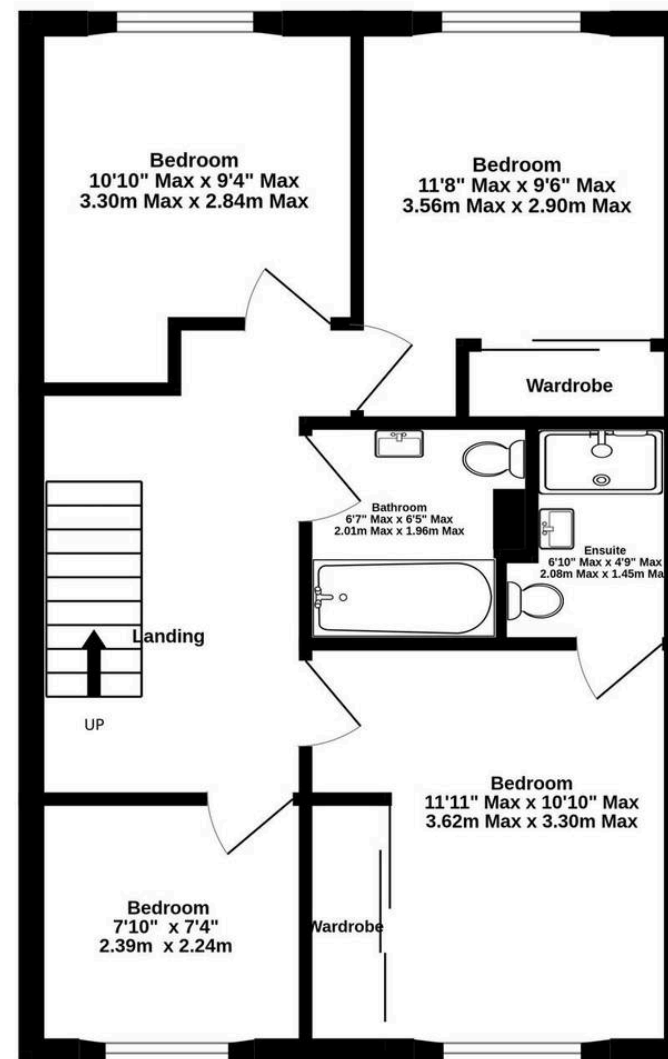 Bedroom
10'10" Max x 9'4" Max
3.30m Max x 2.84m Max
Bedroom
11'8" Max x 9'6" Max
3.56m Max x 2.90m Max
Wardrobe
Bathroom
6'7" Max x 6'5" Max
2.01m Max x 1.96m Max
Ensuite
6'10" Max x 4'9" Max
2.08m Max x 1.45m Ma
Landing
UP
Bedroom
11'11" Max x 10'10" Max
3.62m Max x 3.30m Max
Bedroom
7'10" x 7'4"
2.39m x 2.24m
Wardrobe